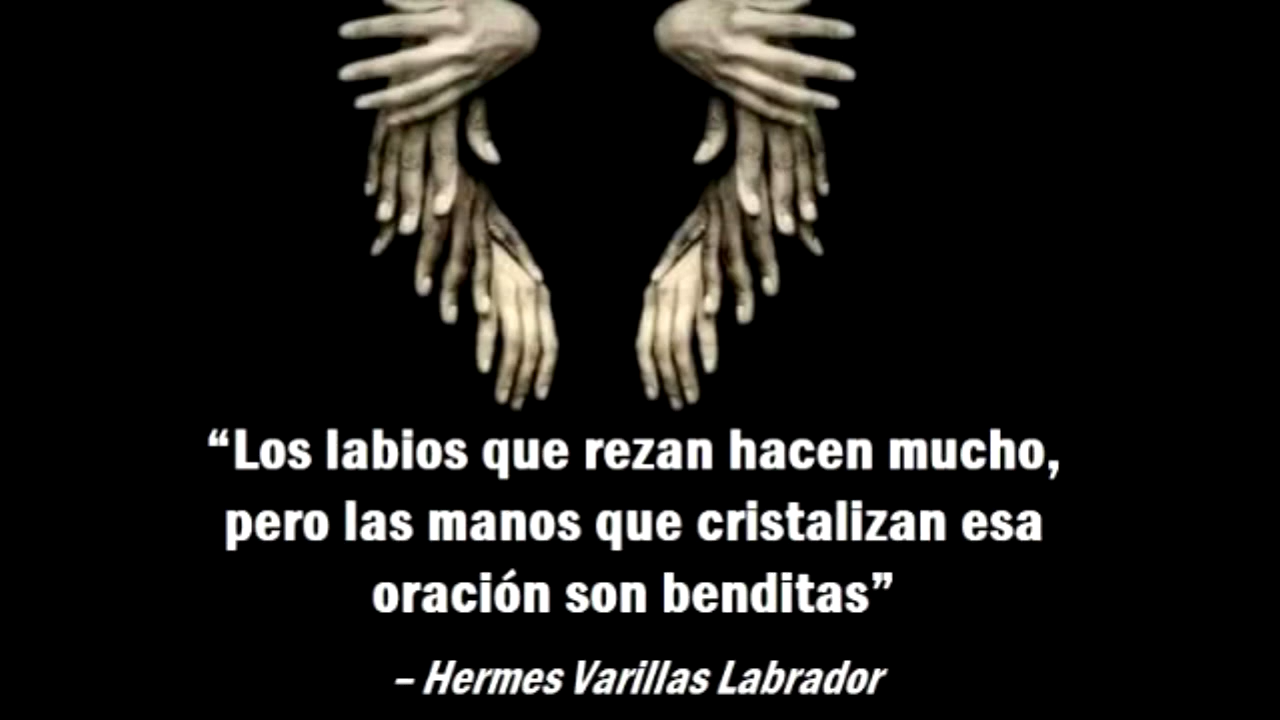 “Los labios que rezan hacen mucho,
pero las manos que cristalizan esa
oración son benditas”
– Hermes Varillas Labrador